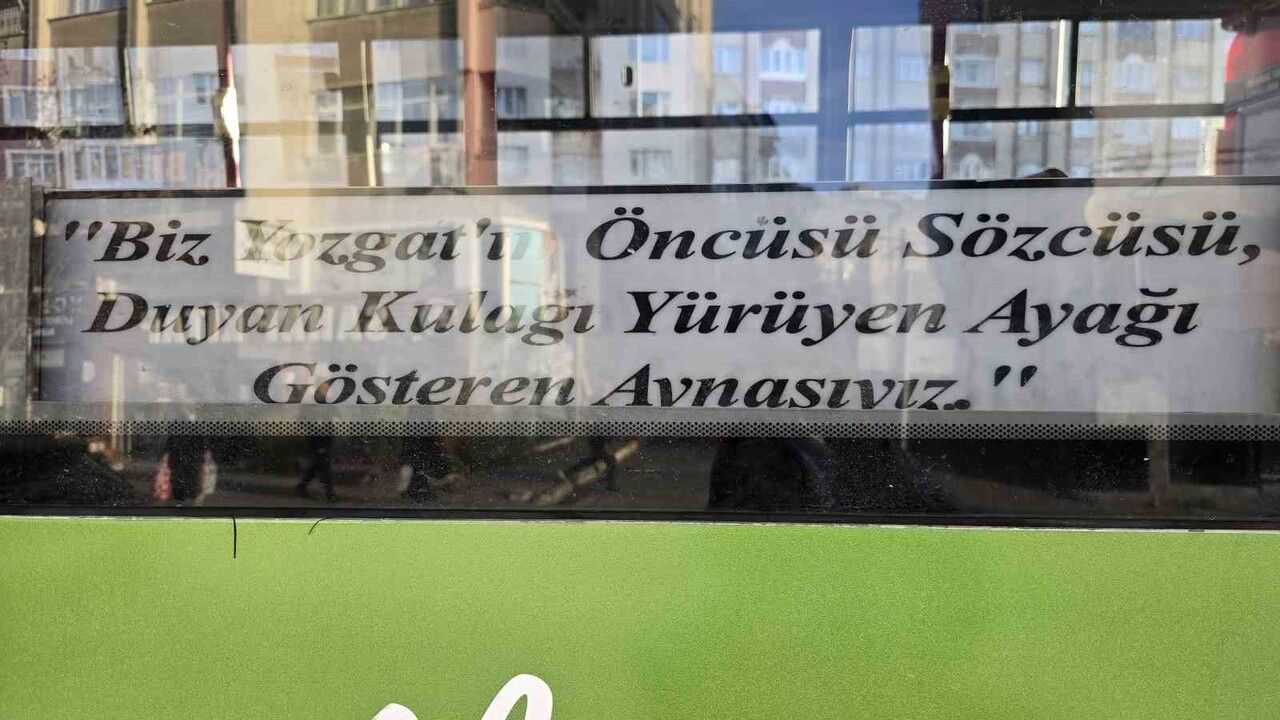 "Biz Yozgat'ın Öncüsü Sözcüsü,
Duyan Kulağı Yürüyen Ayağı
Gösteren Aynasıyız.."